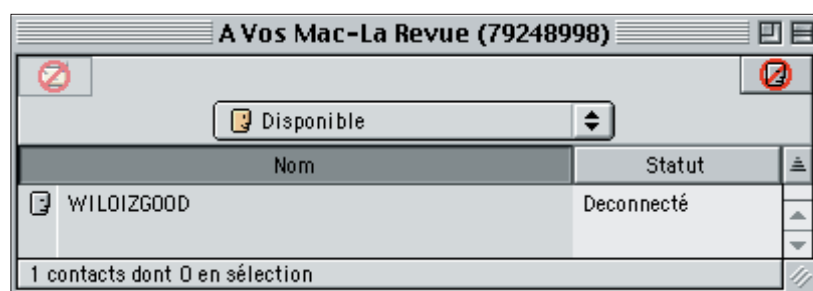 A Vos Mac-La Revue (79248998)
Disponible
Nom Statut
WILOIZGOOD Deconnecté
1 contacts dont 0 en sélection